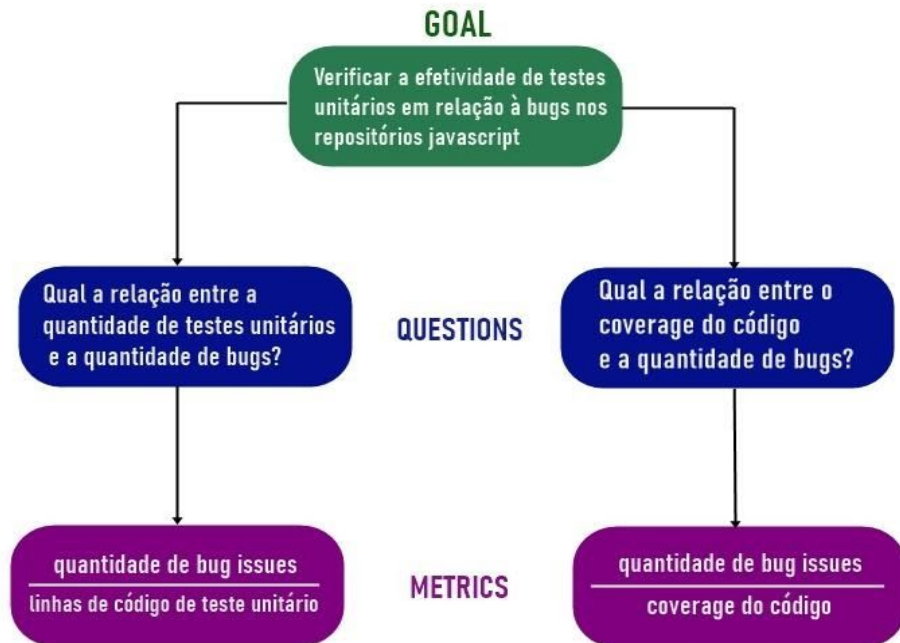 GOAL
Verificar a efetividade de testes
unitários em relação à bugs nos
repositórios javascript
Qual a relação entre a
quantidade de testes unitários
e a quantidade de bugs?
QUESTIONS
Qual a relação entre o
coverage do código
e a quantidade de bugs?
quantidade de bug issues
linhas de código de teste unitário
METRICS
quantidade de bug issues
coverage do código